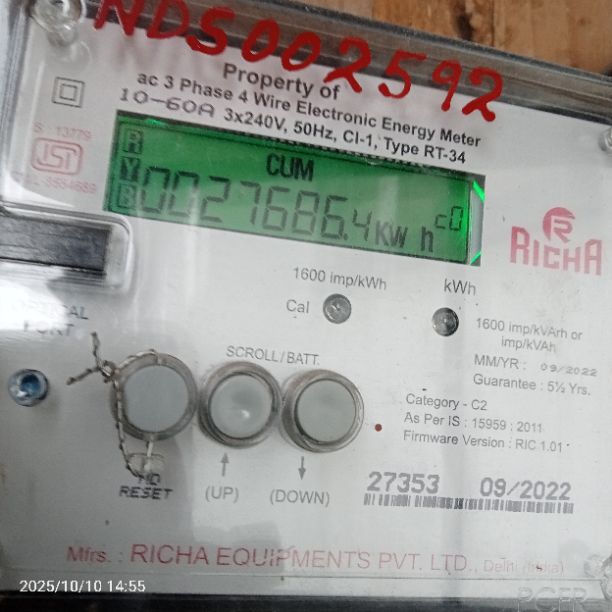 NDS002592
Property of
ac 3 Phase 4 Wire Electronic Energy Meter
10-60A 3x240V, 50Hz, Cl-1, Type RT-34
S : 13779
R
Y
B
CUM
0027686.4 KW h c0
RICHA
1600 imp/kWh
kWh
Cal
1600 imp/kVArh or
imp/kVAh
MM/YR : 09/2022
Guarantee : 5½ Yrs.
OPTICAL
PORT
SCROLL/BATT.
Category - C2
As Per IS : 15959 : 2011
Firmware Version : RIC 1.01
MD
RESET
(UP)
(DOWN)
27353 09/2022
Mfrs. : RICHA EQUIPMENTS PVT. LTD., Delhi (India)
2025/10/10 14:55